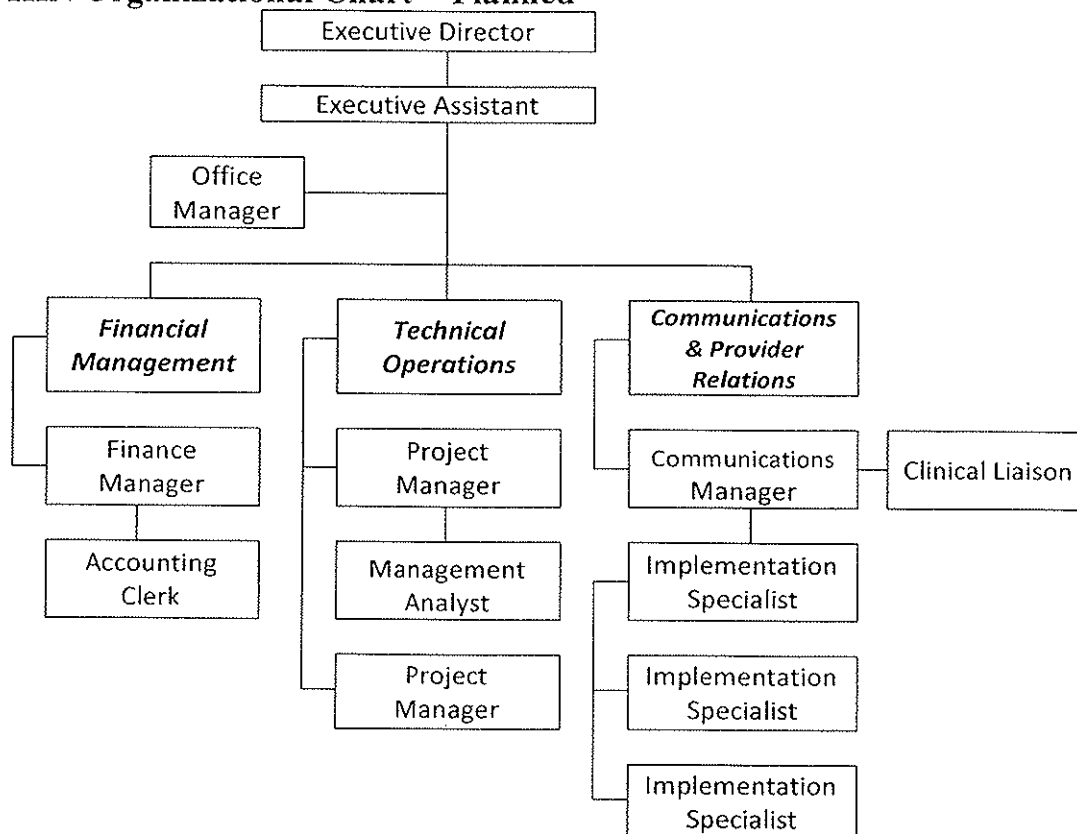 Organizational Chart – Planned
Executive Director
Executive Assistant
Office
Manager
Financial
Management
Technical
Operations
Communications
& Provider
Relations
Finance
Manager
Project
Manager
Communications
Manager
Clinical Liaison
Accounting
Clerk
Management
Analyst
Implementation
Specialist
Project
Manager
Implementation
Specialist
Implementation
Specialist